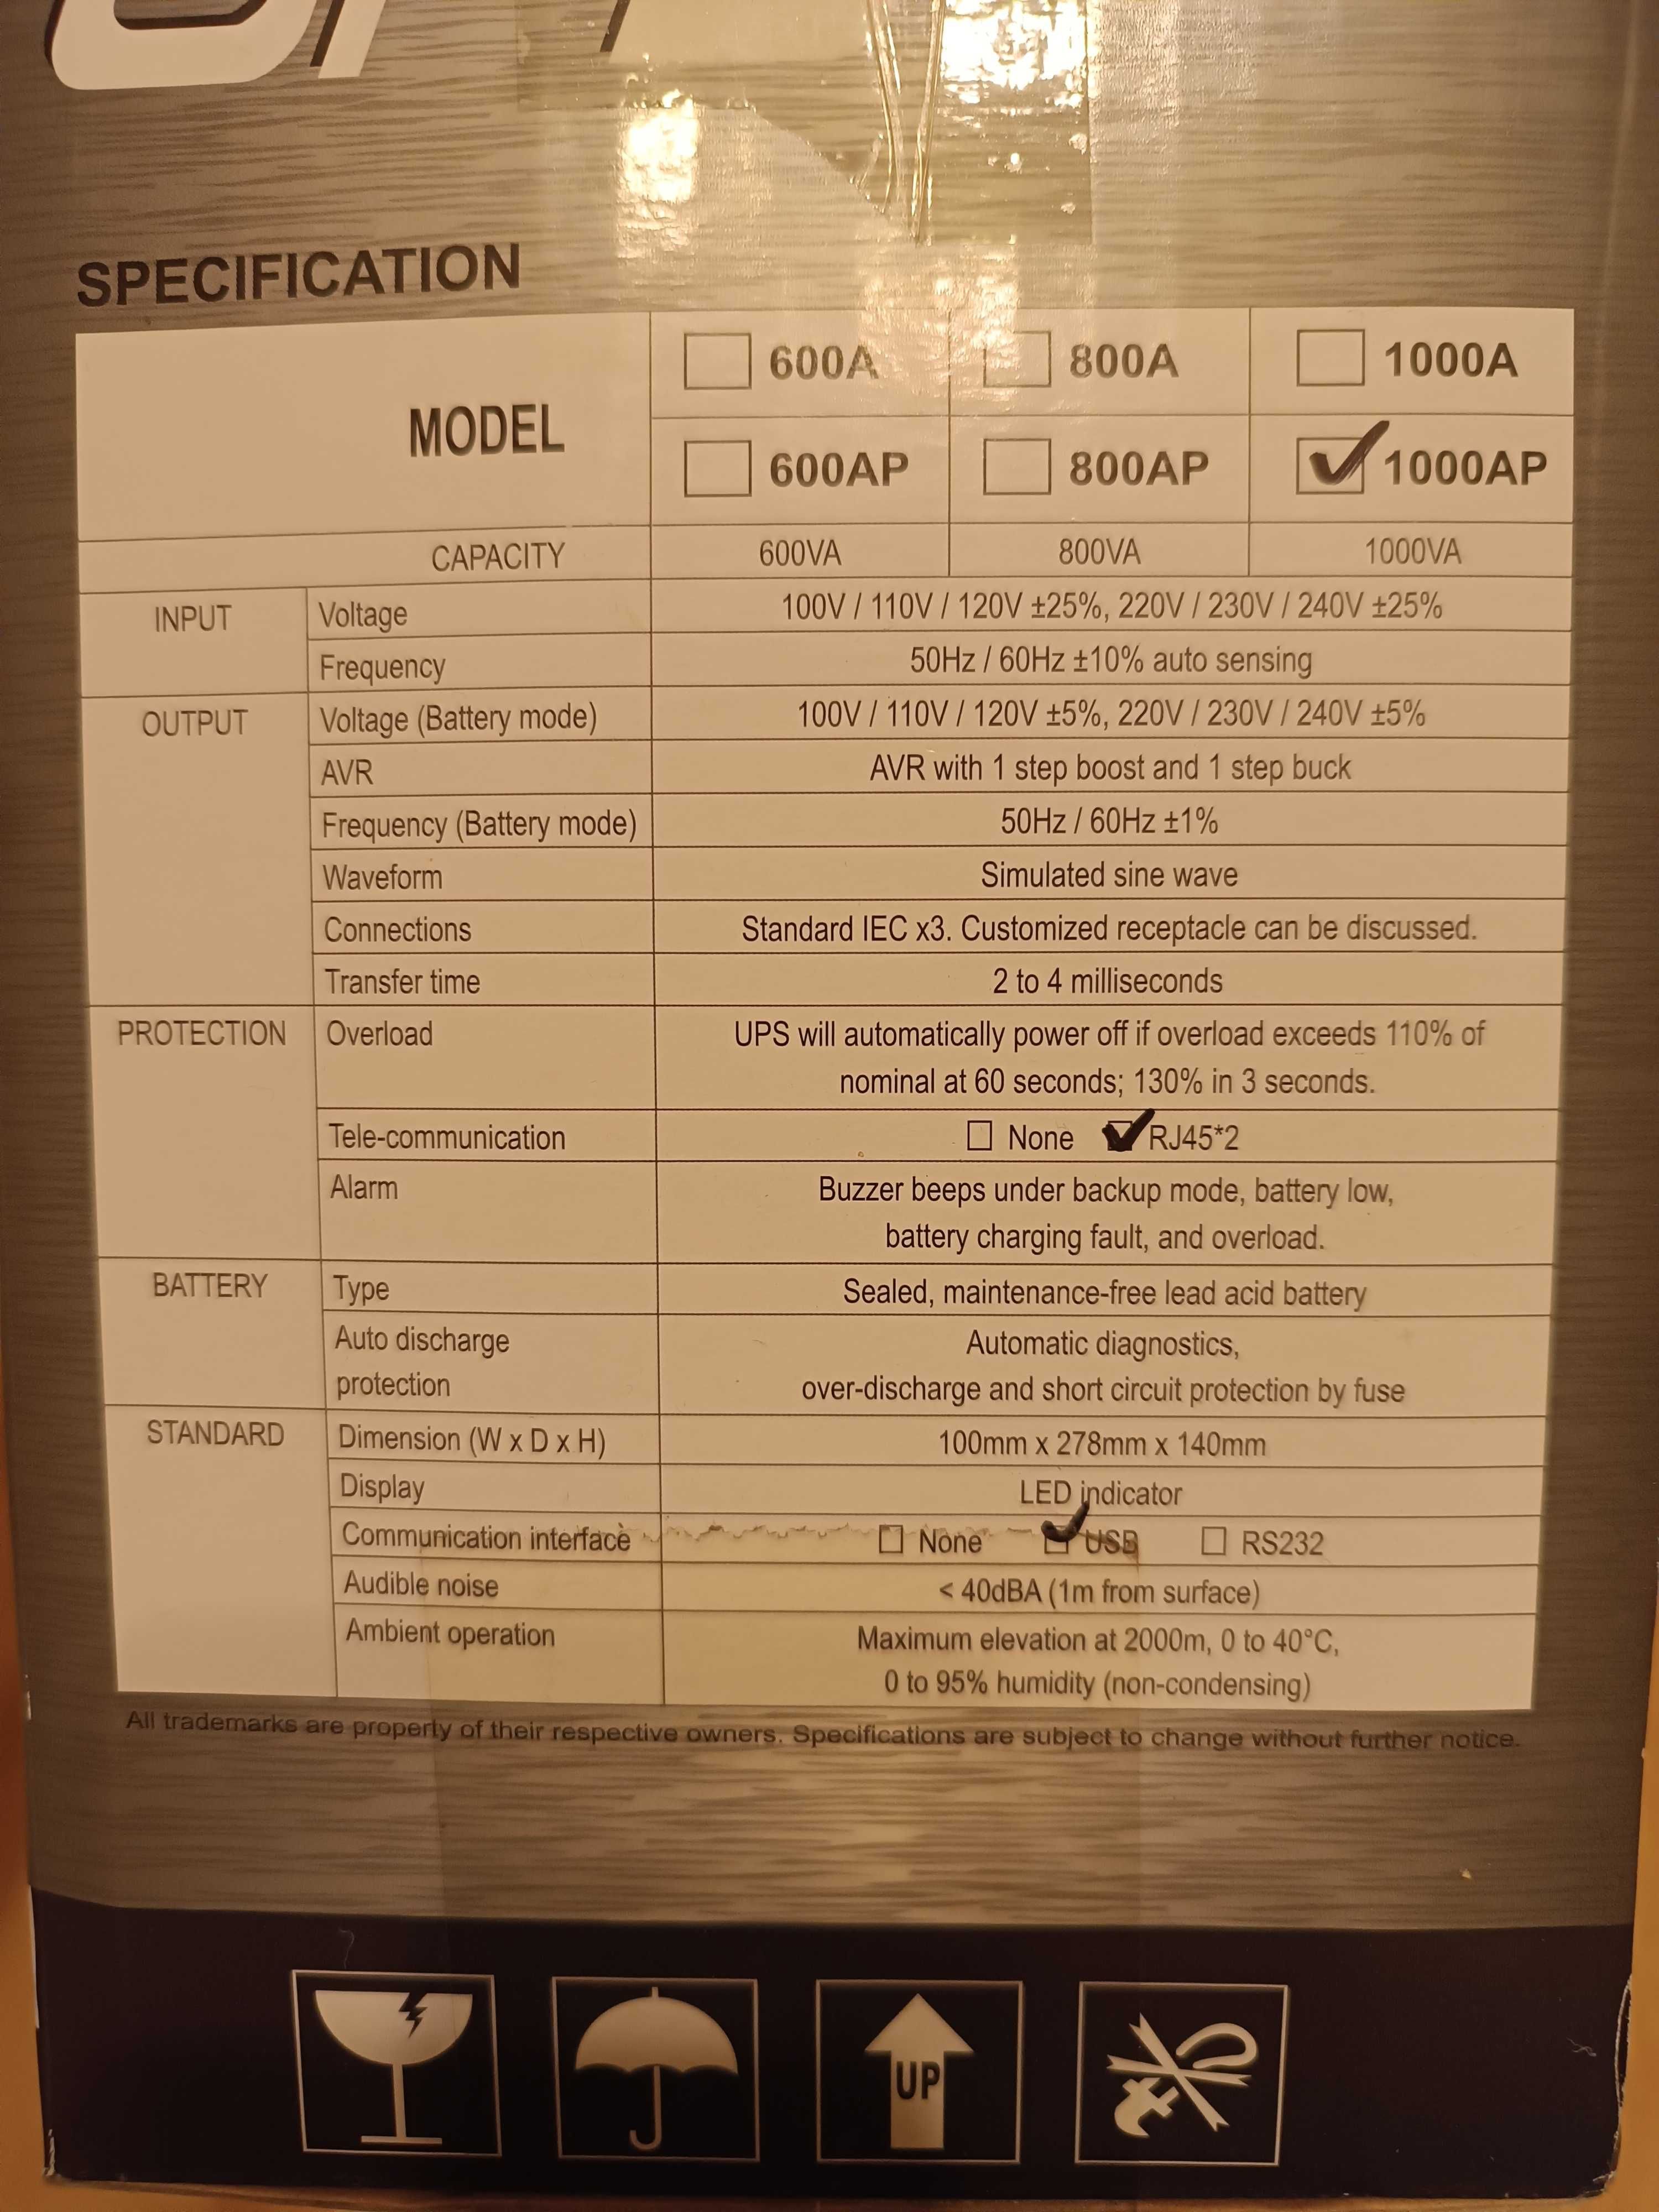 SPECIFICATION
MODEL
600A
800A
1000A
600AP
800AP
1000AP
CAPACITY 600VA 800VA 1000VA
INPUT Voltage 100V / 110V / 120V ±25%, 220V / 230V / 240V ±25%
Frequency 50Hz / 60Hz ±10% auto sensing
OUTPUT Voltage (Battery mode) 100V / 110V / 120V ±5%, 220V / 230V / 240V ±5%
AVR AVR with 1 step boost and 1 step buck
Frequency (Battery mode) 50Hz / 60Hz ±1%
Waveform Simulated sine wave
Connections Standard IEC x3. Customized receptacle can be discussed.
Transfer time 2 to 4 milliseconds
PROTECTION Overload UPS will automatically power off if overload exceeds 110% of
nominal at 60 seconds; 130% in 3 seconds.
Tele-communication None RJ45*2
Alarm Buzzer beeps under backup mode, battery low,
battery charging fault, and overload.
BATTERY Type Sealed, maintenance-free lead acid battery
Auto discharge Automatic diagnostics,
protection over-discharge and short circuit protection by fuse
STANDARD Dimension (W x D x H) 100mm x 278mm x 140mm
Display LED indicator
Communication interface None USB RS232
Audible noise < 40dBA (1m from surface)
Ambient operation Maximum elevation at 2000m, 0 to 40°C,
0 to 95% humidity (non-condensing)
All trademarks are property of their respective owners. Specifications are subject to change without further notice.
UP